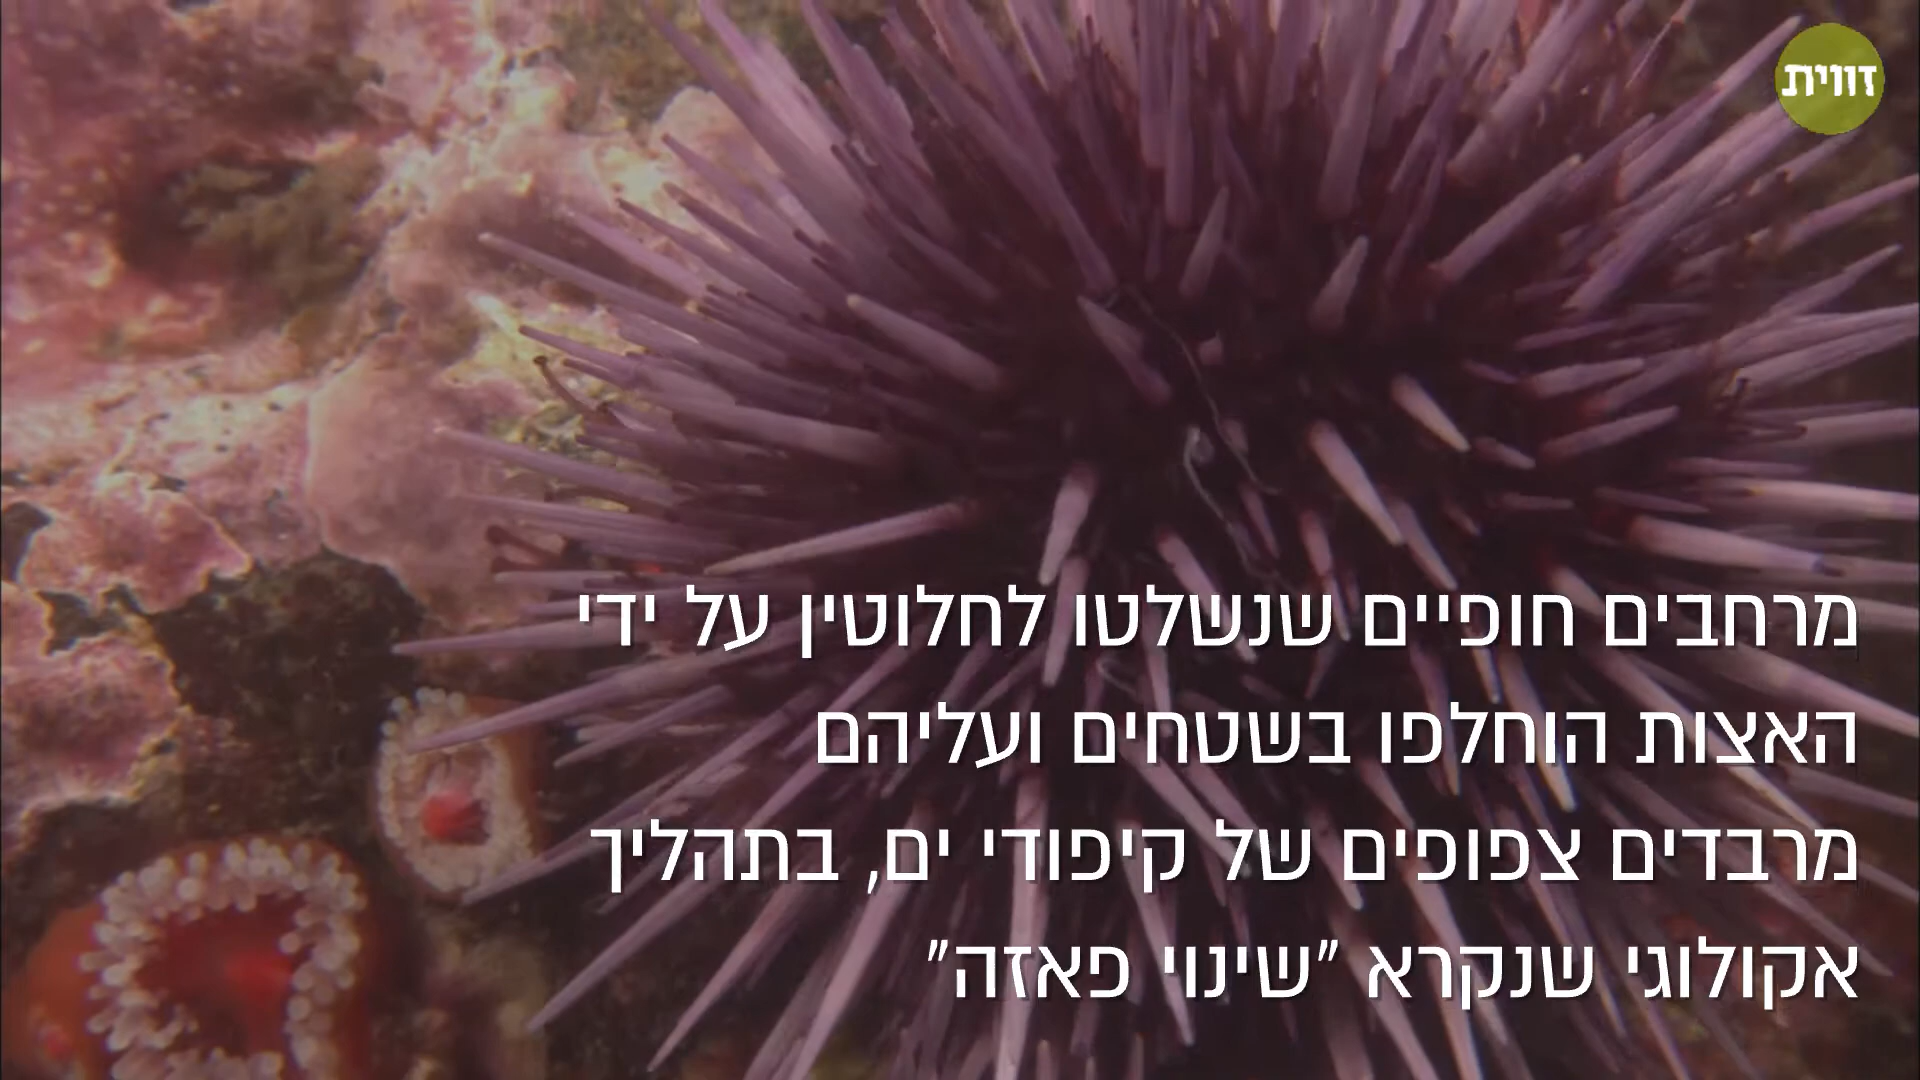 זווית
מרחבים חופיים שנשלטו לחלוטין על ידי
האצות הוחלפו בשטחים ועליהם
מרבדים צפופים של קיפודי ים, בתהליך
אקולוגי שנקרא "שינוי פאזה"